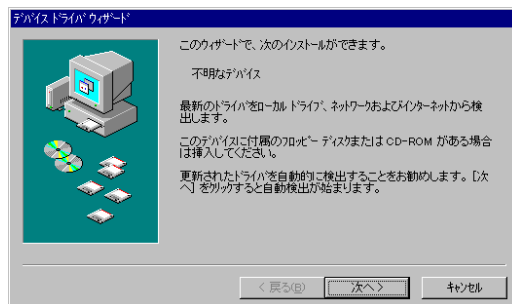 ﾃﾞﾊﾞｲｽ ﾄﾞﾗｲﾊﾞ ｳｨｻﾞｰﾄﾞ
このｳｨｻﾞｰﾄﾞで、次のｲﾝｽﾄｰﾙができます。
不明なﾃﾞﾊﾞｲｽ
最新のﾄﾞﾗｲﾊﾞをﾛｰｶﾙ ﾄﾞﾗｲﾌﾞ、ﾈｯﾄﾜｰｸおよびｲﾝﾀｰﾈｯﾄから検
出します。
このﾃﾞﾊﾞｲｽに付属のﾌﾛｯﾋﾟｰ ﾃﾞｨｽｸまたは CD-ROM がある場合
は挿入してください。
更新されたﾄﾞﾗｲﾊﾞを自動的に検出することをお勧めします。［次
へ］ をｸﾘｯｸすると自動検出が始まります。
< 戻る(B)
次へ >
ｷｬﾝｾﾙ